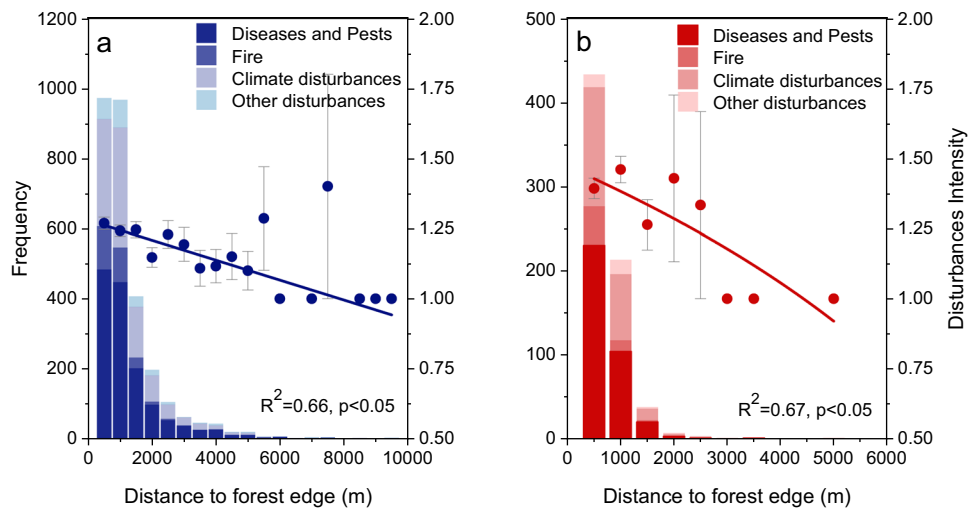 a
Diseases and Pests
Fire
Climate disturbances
Other disturbances
1200
1000
800
600
400
200
0
Frequency
2.00
1.75
1.50
1.25
1.00
0.75
0.50
R²=0.66, p<0.05
0 2000 4000 6000 8000 10000
Distance to forest edge (m)
b
Diseases and Pests
Fire
Climate disturbances
Other disturbances
500
400
300
200
100
0
2.00
1.75
1.50
1.25
1.00
0.75
0.50
Disturbances Intensity
R²=0.67, p<0.05
0 1000 2000 3000 4000 5000 6000
Distance to forest edge (m)